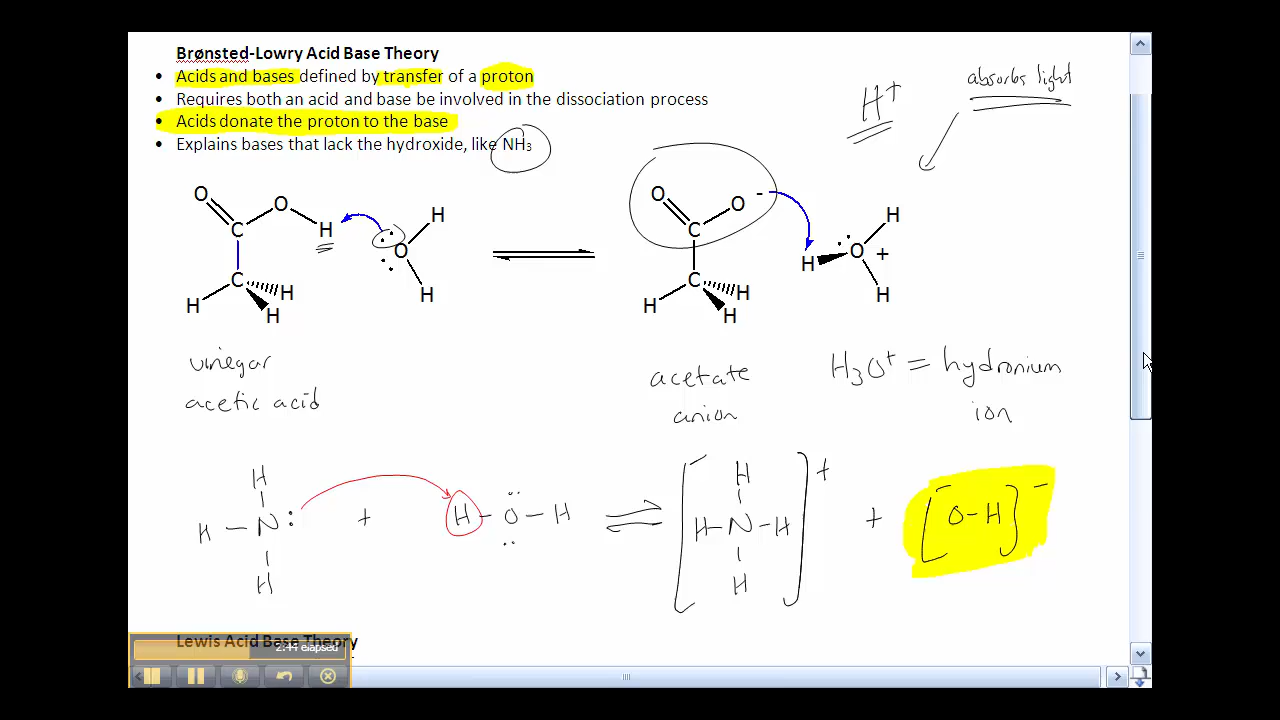 Brønsted-Lowry Acid Base Theory
• Acids and bases defined by transfer of a proton
• Requires both an acid and base be involved in the dissociation process
• Acids donate the proton to the base
• Explains bases that lack the hydroxide, like NH₃
H⁺
absorbs light
O
O
H
C
O
H
H
C
H
H
H
O
O
-
C
C
H
H
H
H
O
+
H
H
vinegar
acetic acid
acetate
anion
H₃O⁺ = hydronium
ion
H
H - N :
H
+
H - O - H
⇌
[
H
H - N - H
H
]
+
+
[O - H]⁻
Lewis Acid Base Theory
2:44 elapsed